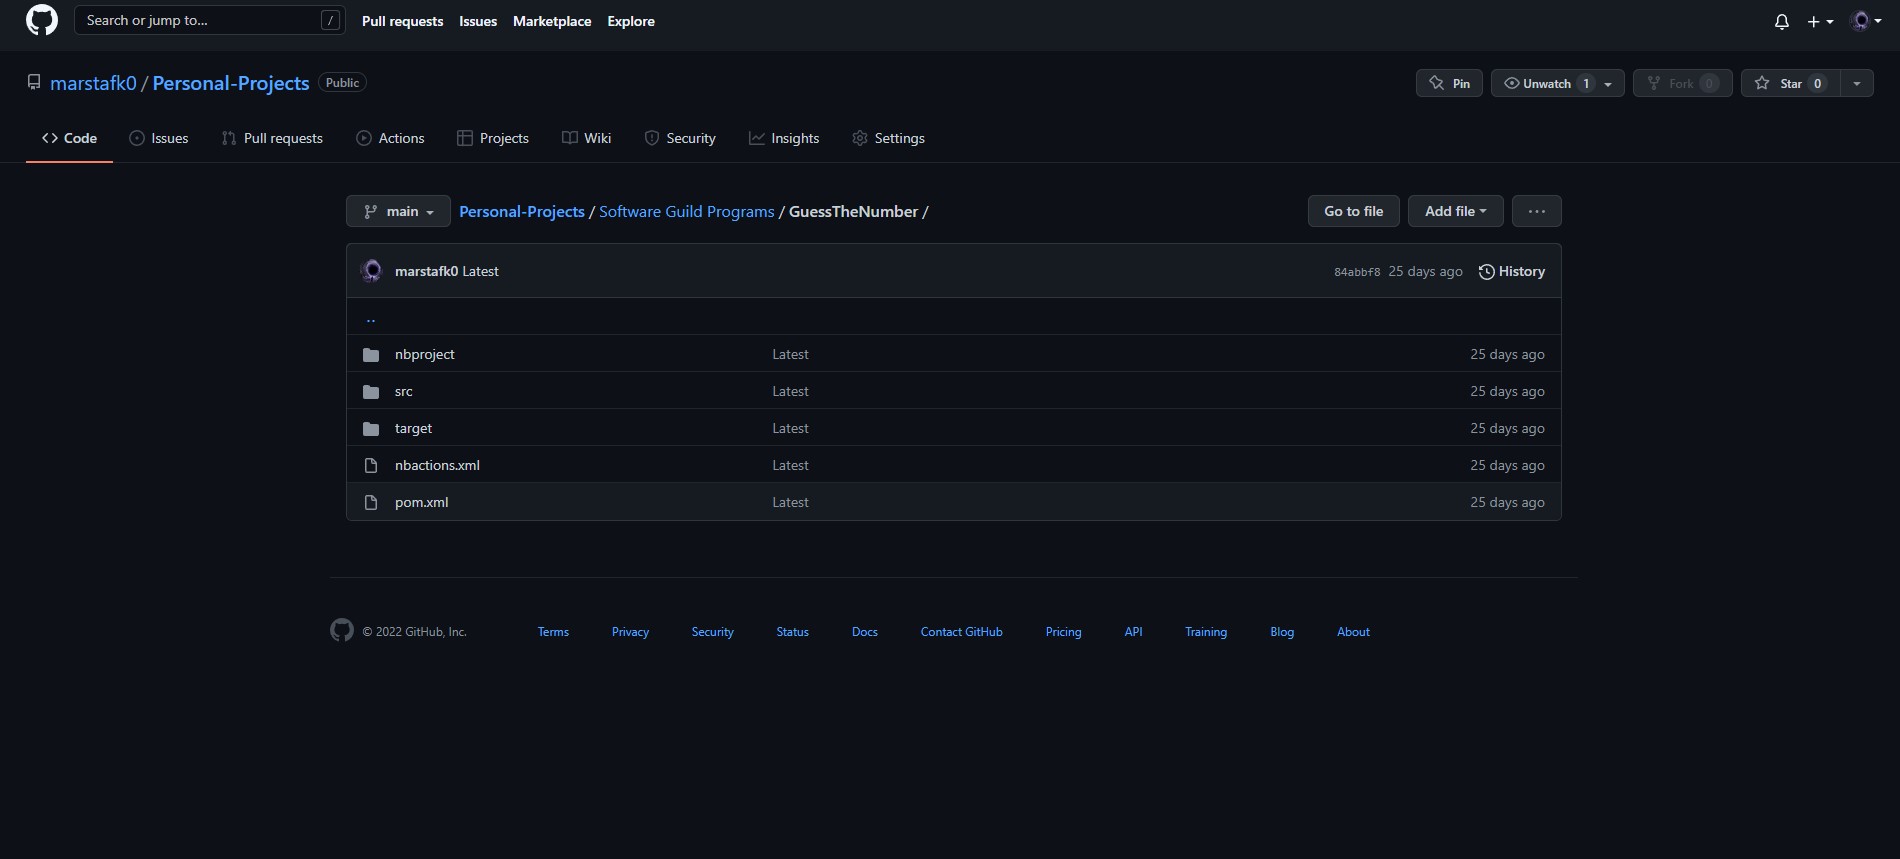 Search or jump to... / Pull requests Issues Marketplace Explore
marstafk0 / Personal-Projects Public Pin Unwatch 1 Fork 0 Star 0
Code Issues Pull requests Actions Projects Wiki Security Insights Settings
main Personal-Projects / Software Guild Programs / GuessTheNumber / Go to file Add file ...
marstafk0 Latest 84abbf8 25 days ago History
..
nbproject Latest 25 days ago
src Latest 25 days ago
target Latest 25 days ago
nbactions.xml Latest 25 days ago
pom.xml Latest 25 days ago
© 2022 GitHub, Inc. Terms Privacy Security Status Docs Contact GitHub Pricing API Training Blog About